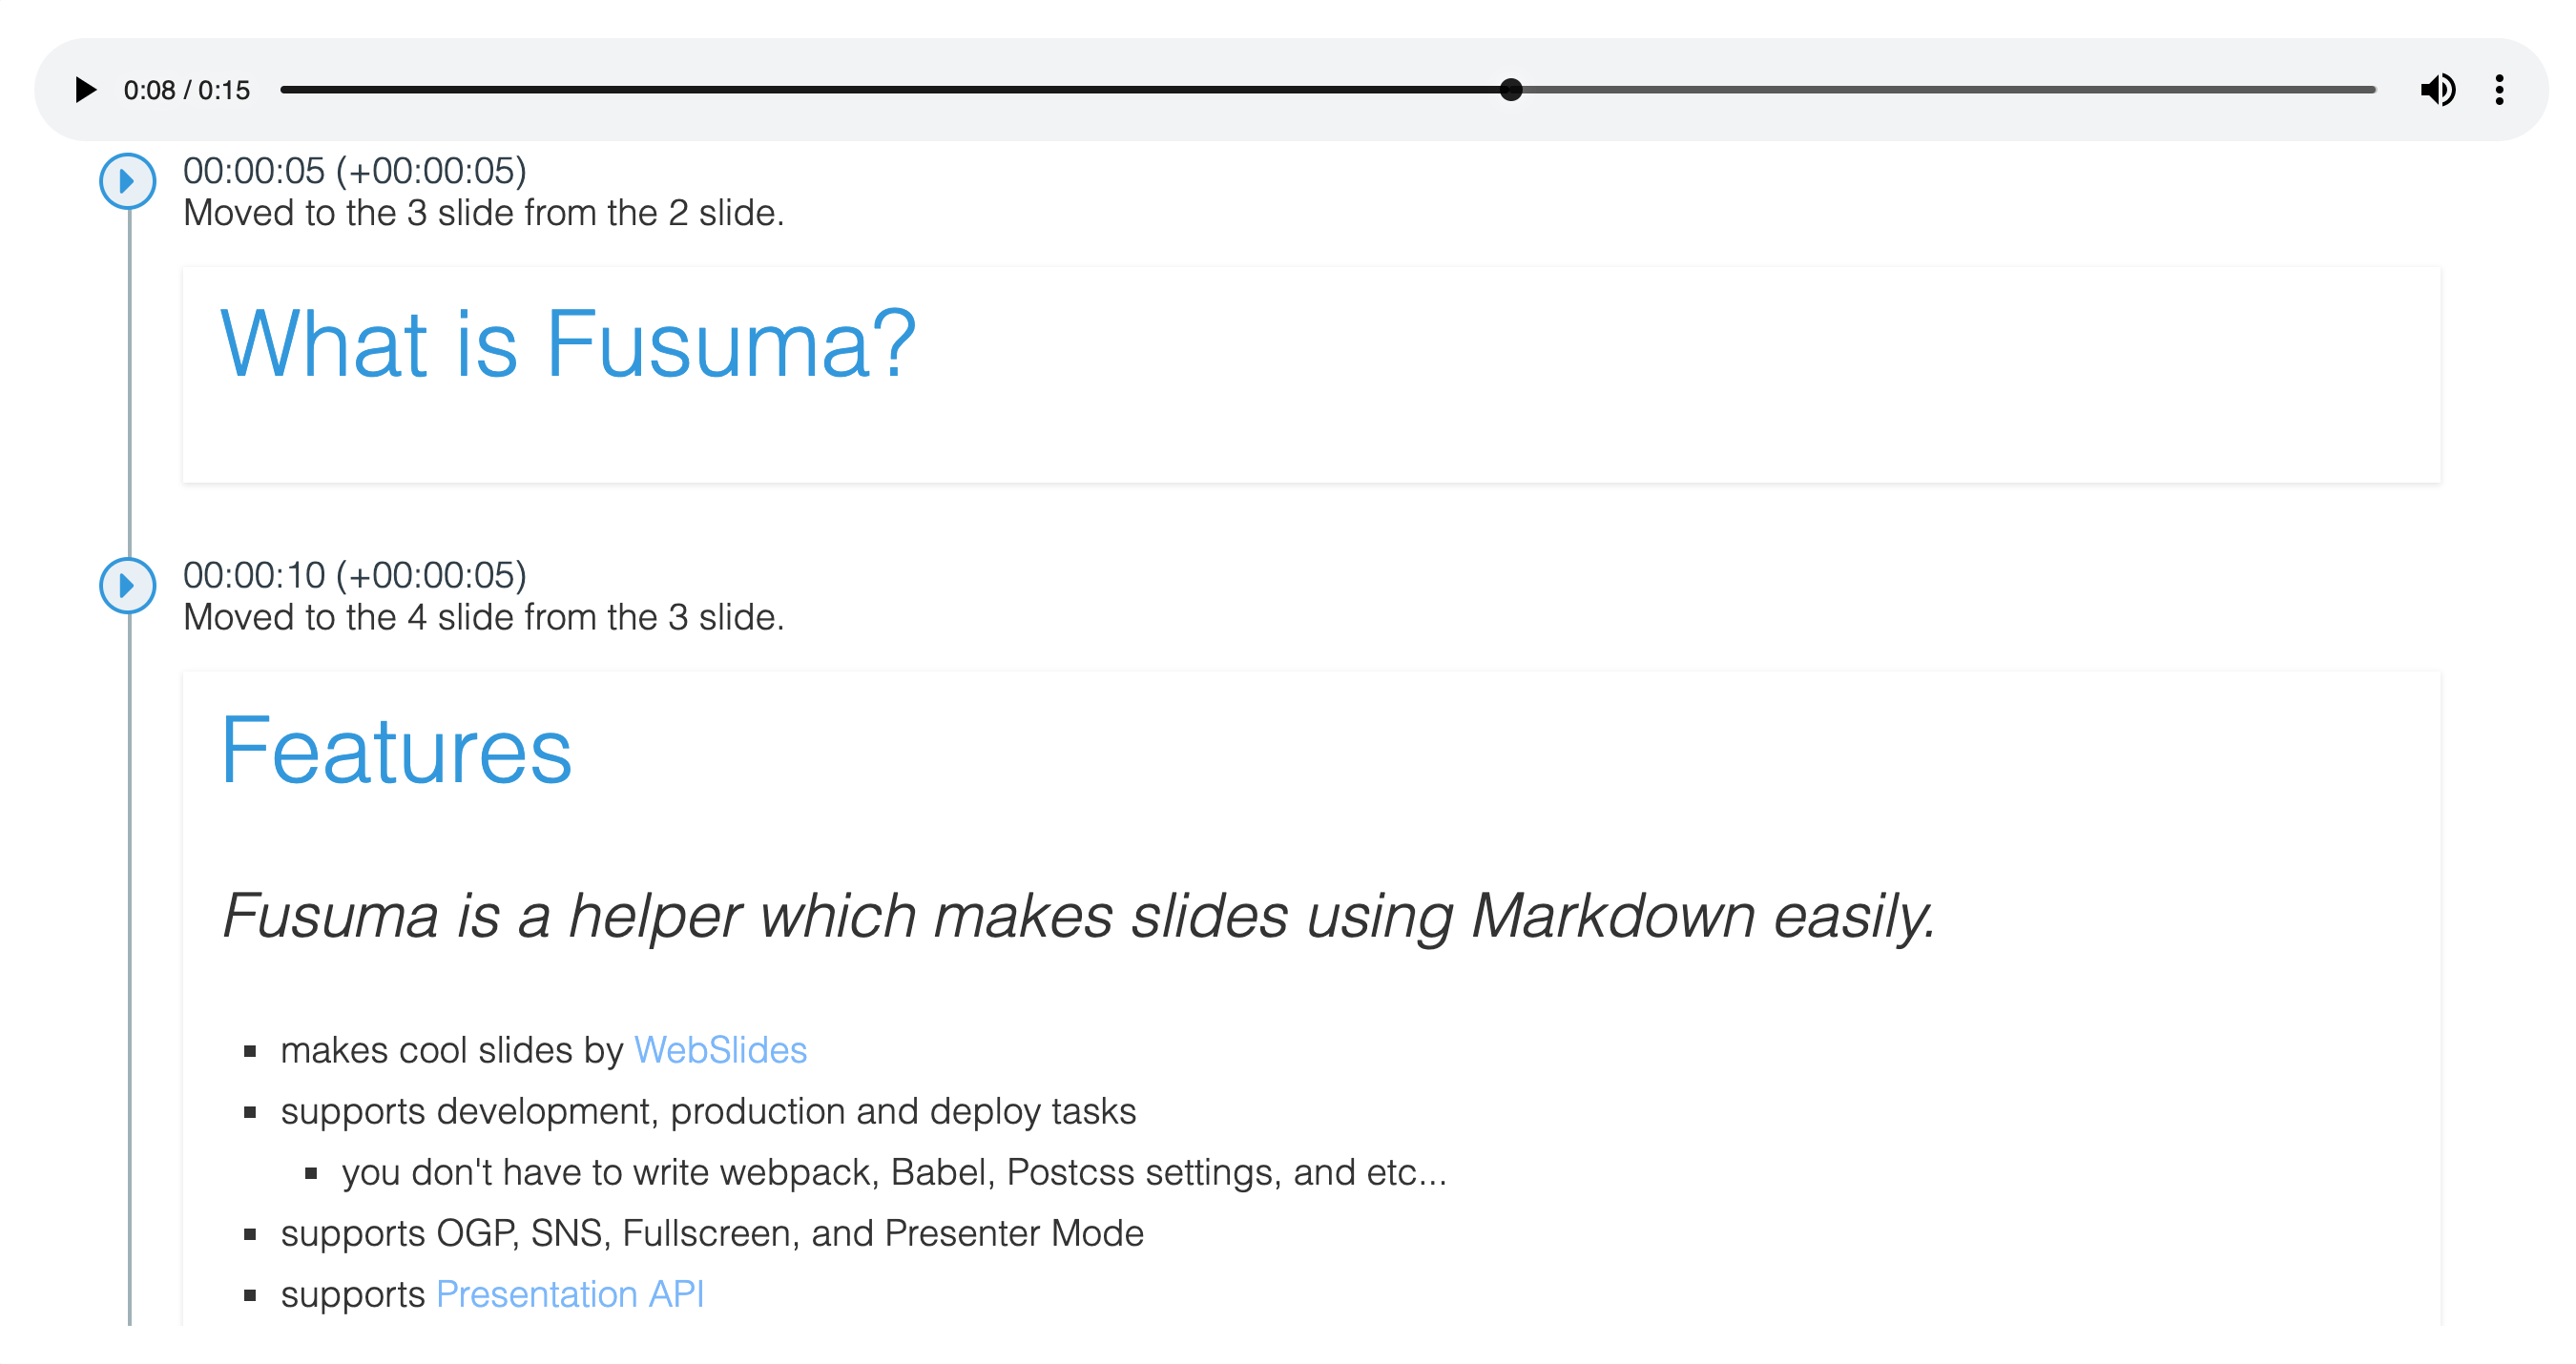 0:08 / 0:15
00:00:05 (+00:00:05)
Moved to the 3 slide from the 2 slide.
What is Fusuma?
00:00:10 (+00:00:05)
Moved to the 4 slide from the 3 slide.
Features
Fusuma is a helper which makes slides using Markdown easily.
makes cool slides by WebSlides
supports development, production and deploy tasks
you don't have to write webpack, Babel, Postcss settings, and etc...
supports OGP, SNS, Fullscreen, and Presenter Mode
supports Presentation API